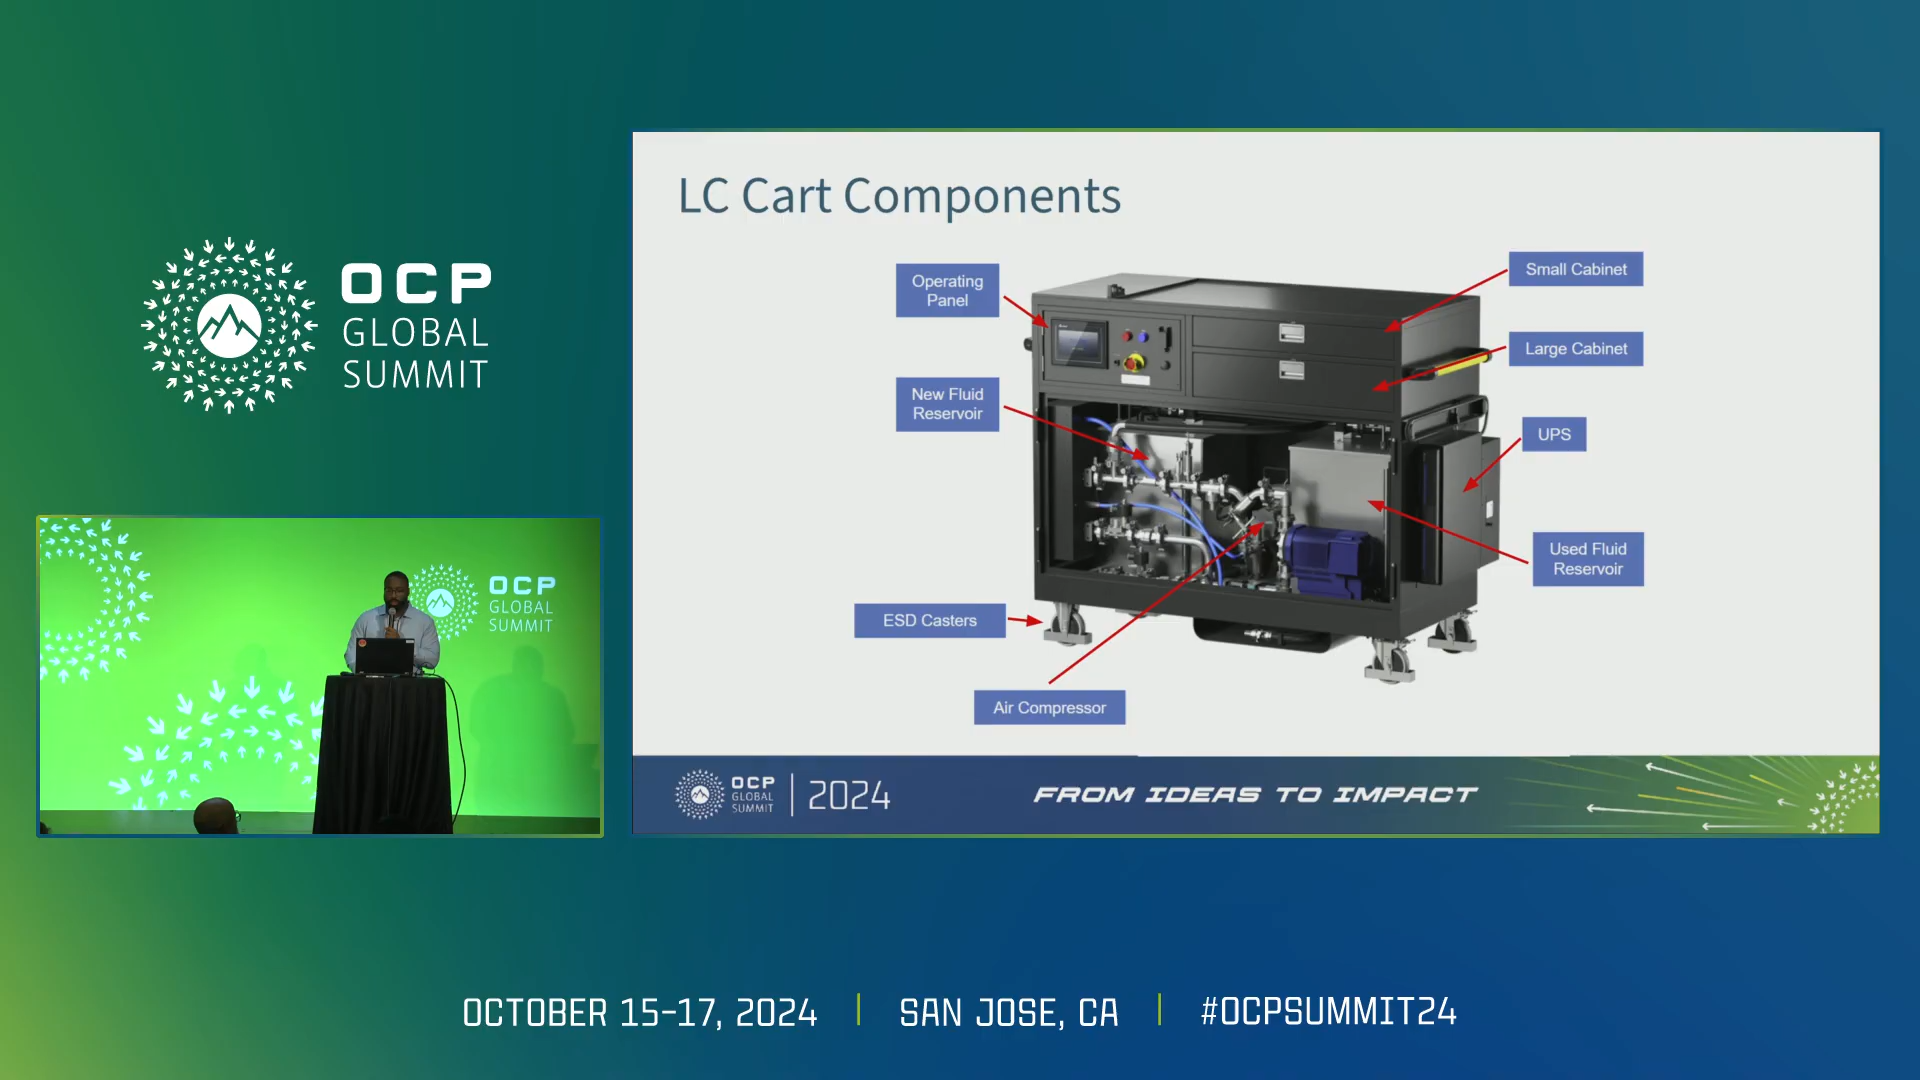 OCP
GLOBAL
SUMMIT
OCP
GLOBAL
SUMMIT
LC Cart Components
Operating
Panel
New Fluid
Reservoir
ESD Casters
Air Compressor
Small Cabinet
Large Cabinet
UPS
Used Fluid
Reservoir
OCP
GLOBAL
SUMMIT
2024
FROM IDEAS TO IMPACT
OCTOBER 15-17, 2024
SAN JOSE, CA
#OCPSUMMIT24